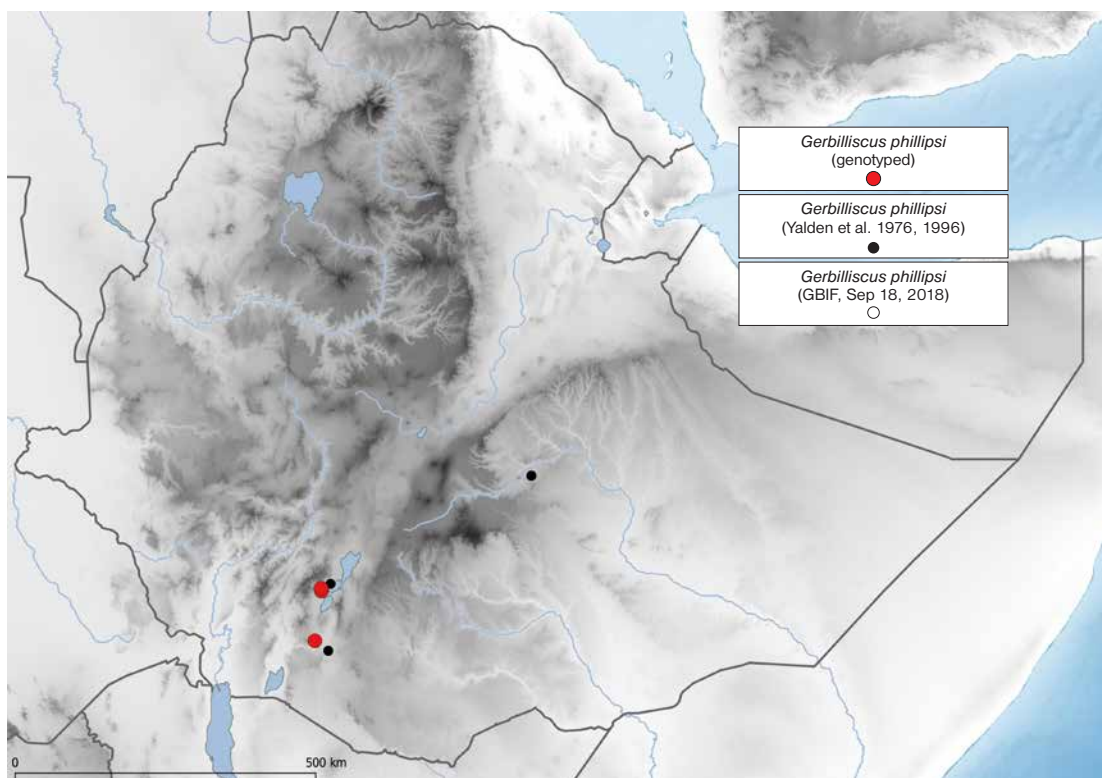 Gerbilliscus phillipsi
(genotyped)
Gerbilliscus phillipsi
(Yalden et al. 1976, 1996)
Gerbilliscus phillipsi
(GBIF, Sep 18, 2018)
0
500 km